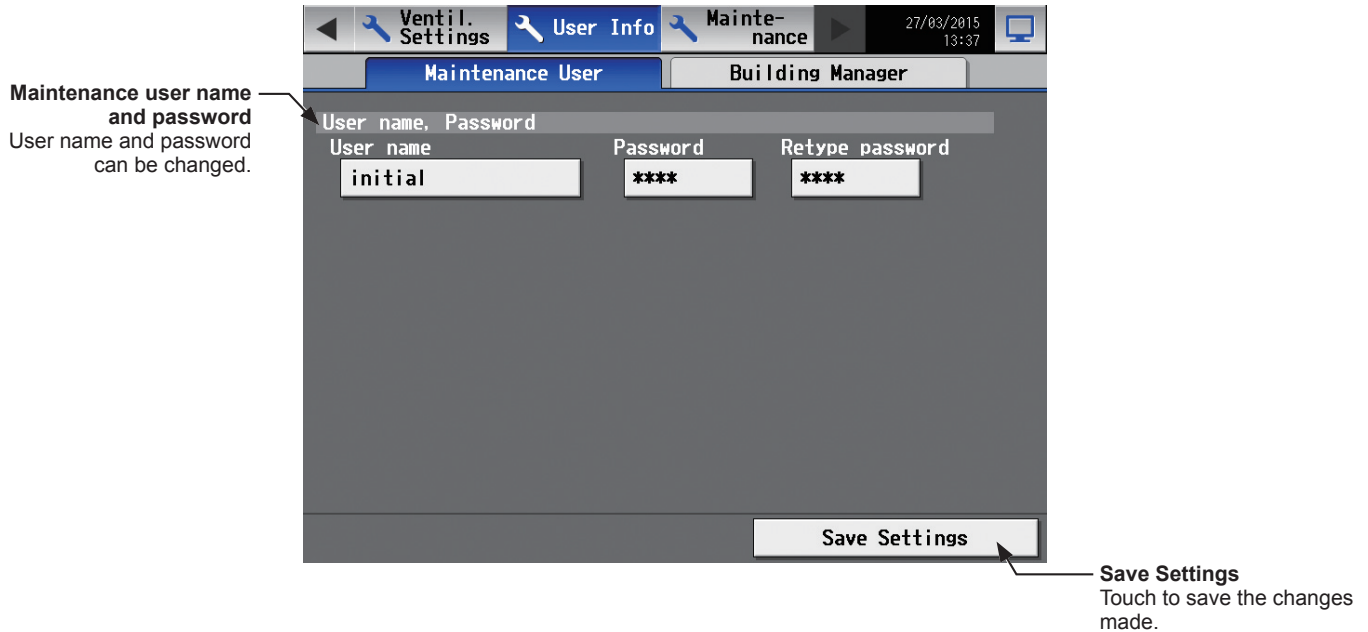 Ventil.
Settings
User Info
Mainte-
nance
27/03/2015
13:37
Maintenance User
Building Manager
Maintenance user name
and password
User name and password
can be changed.
User name, Password
User name
Password
Retype password
initial
****
****
Save Settings
Save Settings
Touch to save the changes
made.